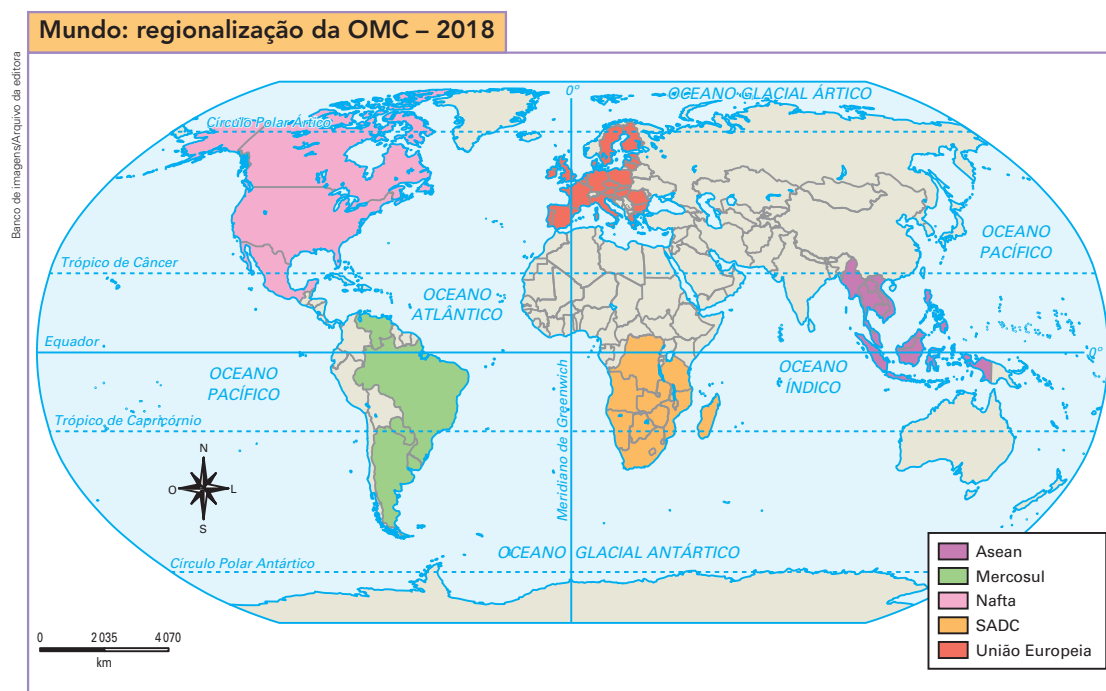 Mundo: regionalização da OMC – 2018
Banco de imagens/Arquivo da editora
0°
OCEANO GLACIAL ÁRTICO
Círculo Polar Ártico
OCEANO
PACÍFICO
Trópico de Câncer
OCEANO
ATLÂNTICO
Equador
0°
OCEANO
PACÍFICO
OCEANO
ÍNDICO
Meridiano de Greenwich
Trópico de Capricórnio
N
O
L
S
OCEANO GLACIAL ANTÁRTICO
Círculo Polar Antártico
Asean
Mercosul
Nafta
SADC
União Europeia
0 2 035 4 070
km